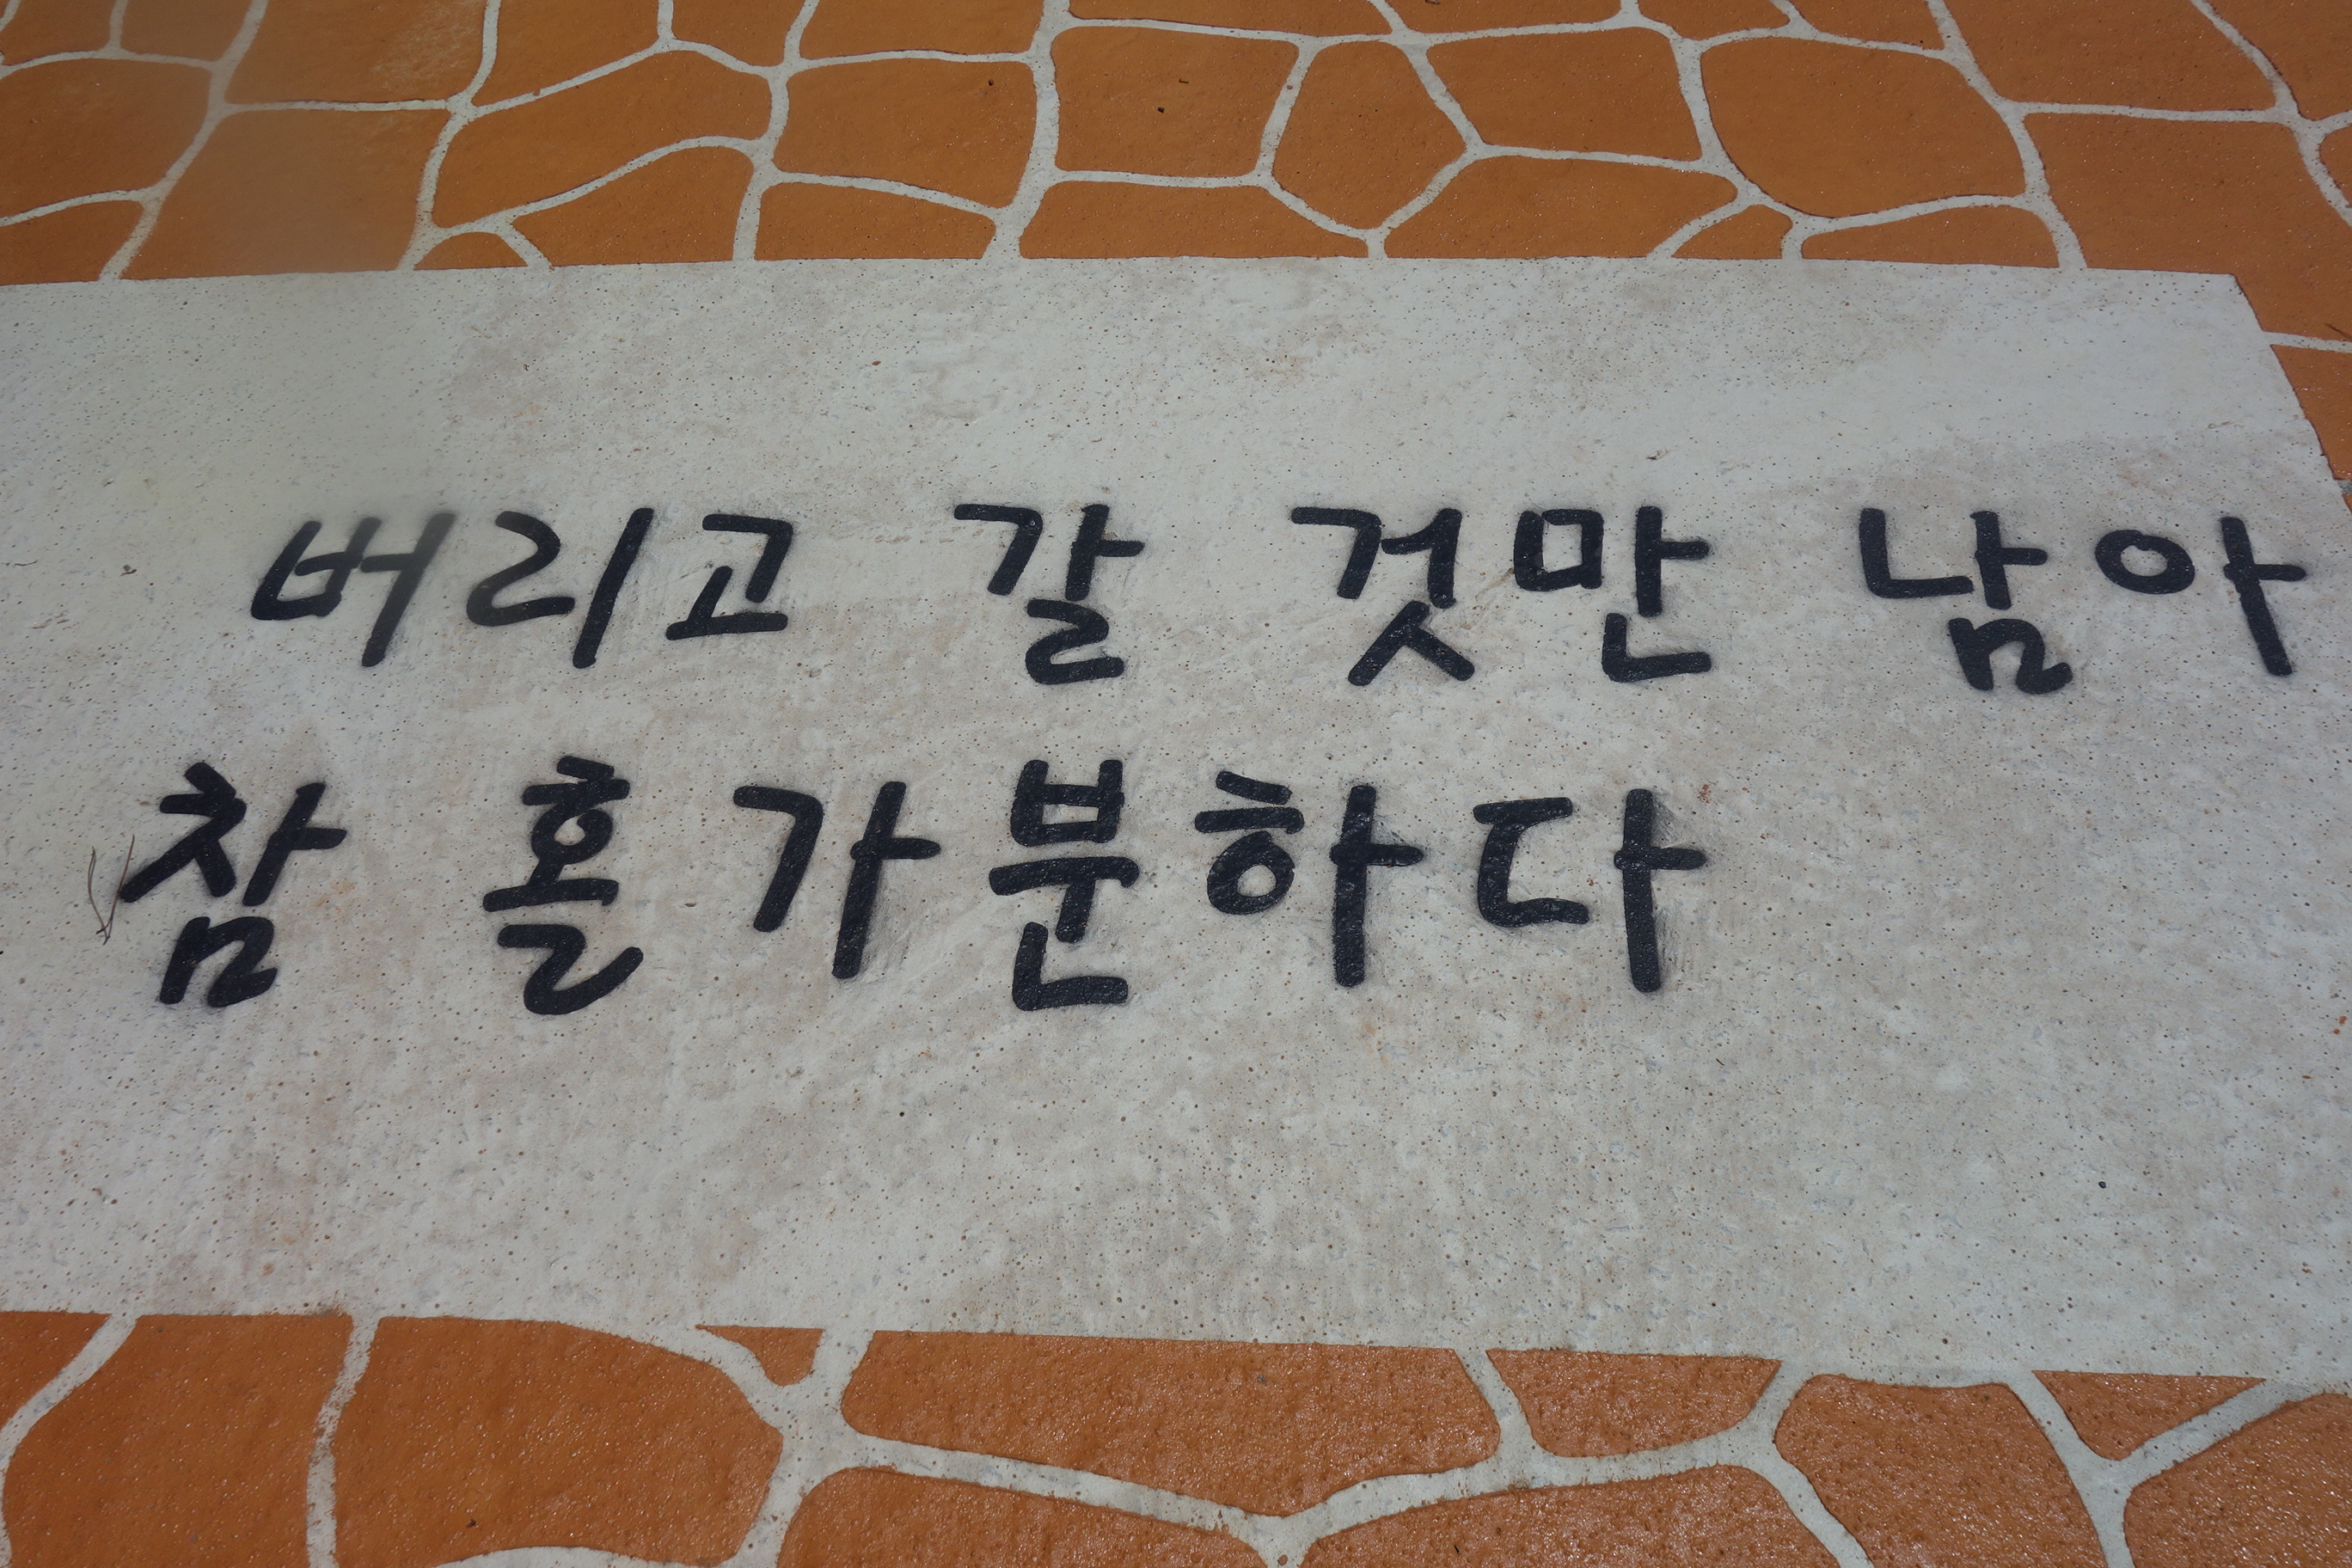 버리고 갈 것만 남아
참 홀가분하다